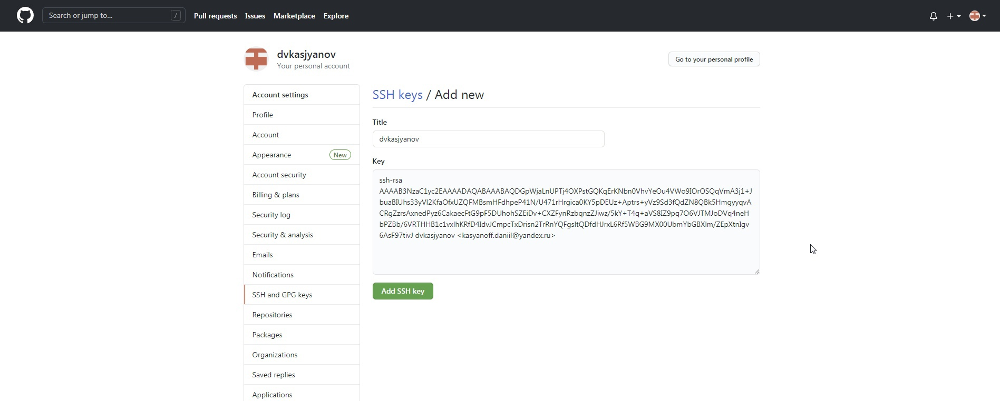 Search or jump to... /
Pull requests Issues Marketplace Explore
dvkasjyanov
Your personal account
Go to your personal profile
Account settings
Profile
Account
Appearance New
Account security
Billing & plans
Security log
Security & analysis
Emails
Notifications
SSH and GPG keys
Repositories
Packages
Organizations
Saved replies
Applications
SSH keys / Add new
Title
dvkasjyanov
Key
ssh-rsa
AAAAB3NzaC1yc2EAAAADAQABAAABAQDGpWjaLnUPTj4OXPstGQKqErKNbn0VhvYeOu4VWo9IOrOSQqVmA3j1+J
buaBIUhs33yVI2KfaOfxUZQFMBsmHFdhpeP41N/U471rHrgica0KY5pDEUz+Aptrs+yVz9Sd3fQdZN8QBk5HmgyyqvA
CRgZzrsAxnedPyz6CakaecFtG9pF5DUhohSZEiDv+CXZFynRzbqnzZJiwz/5kY+T4q+aVS8IZ9pq7O6VJTMJoDVq4neH
bPZBb/6VRTHHB1c1vxlhKRfD4IdvJCmpcTxDrisn2TrRnYQFgsItQDfdHJrxL6Rf5WBG9MX00UbmYbGBXlm/ZEpXtnIgv
6AsF97tivJ dvkasjyanov <kasyanoff.daniil@yandex.ru>
Add SSH key